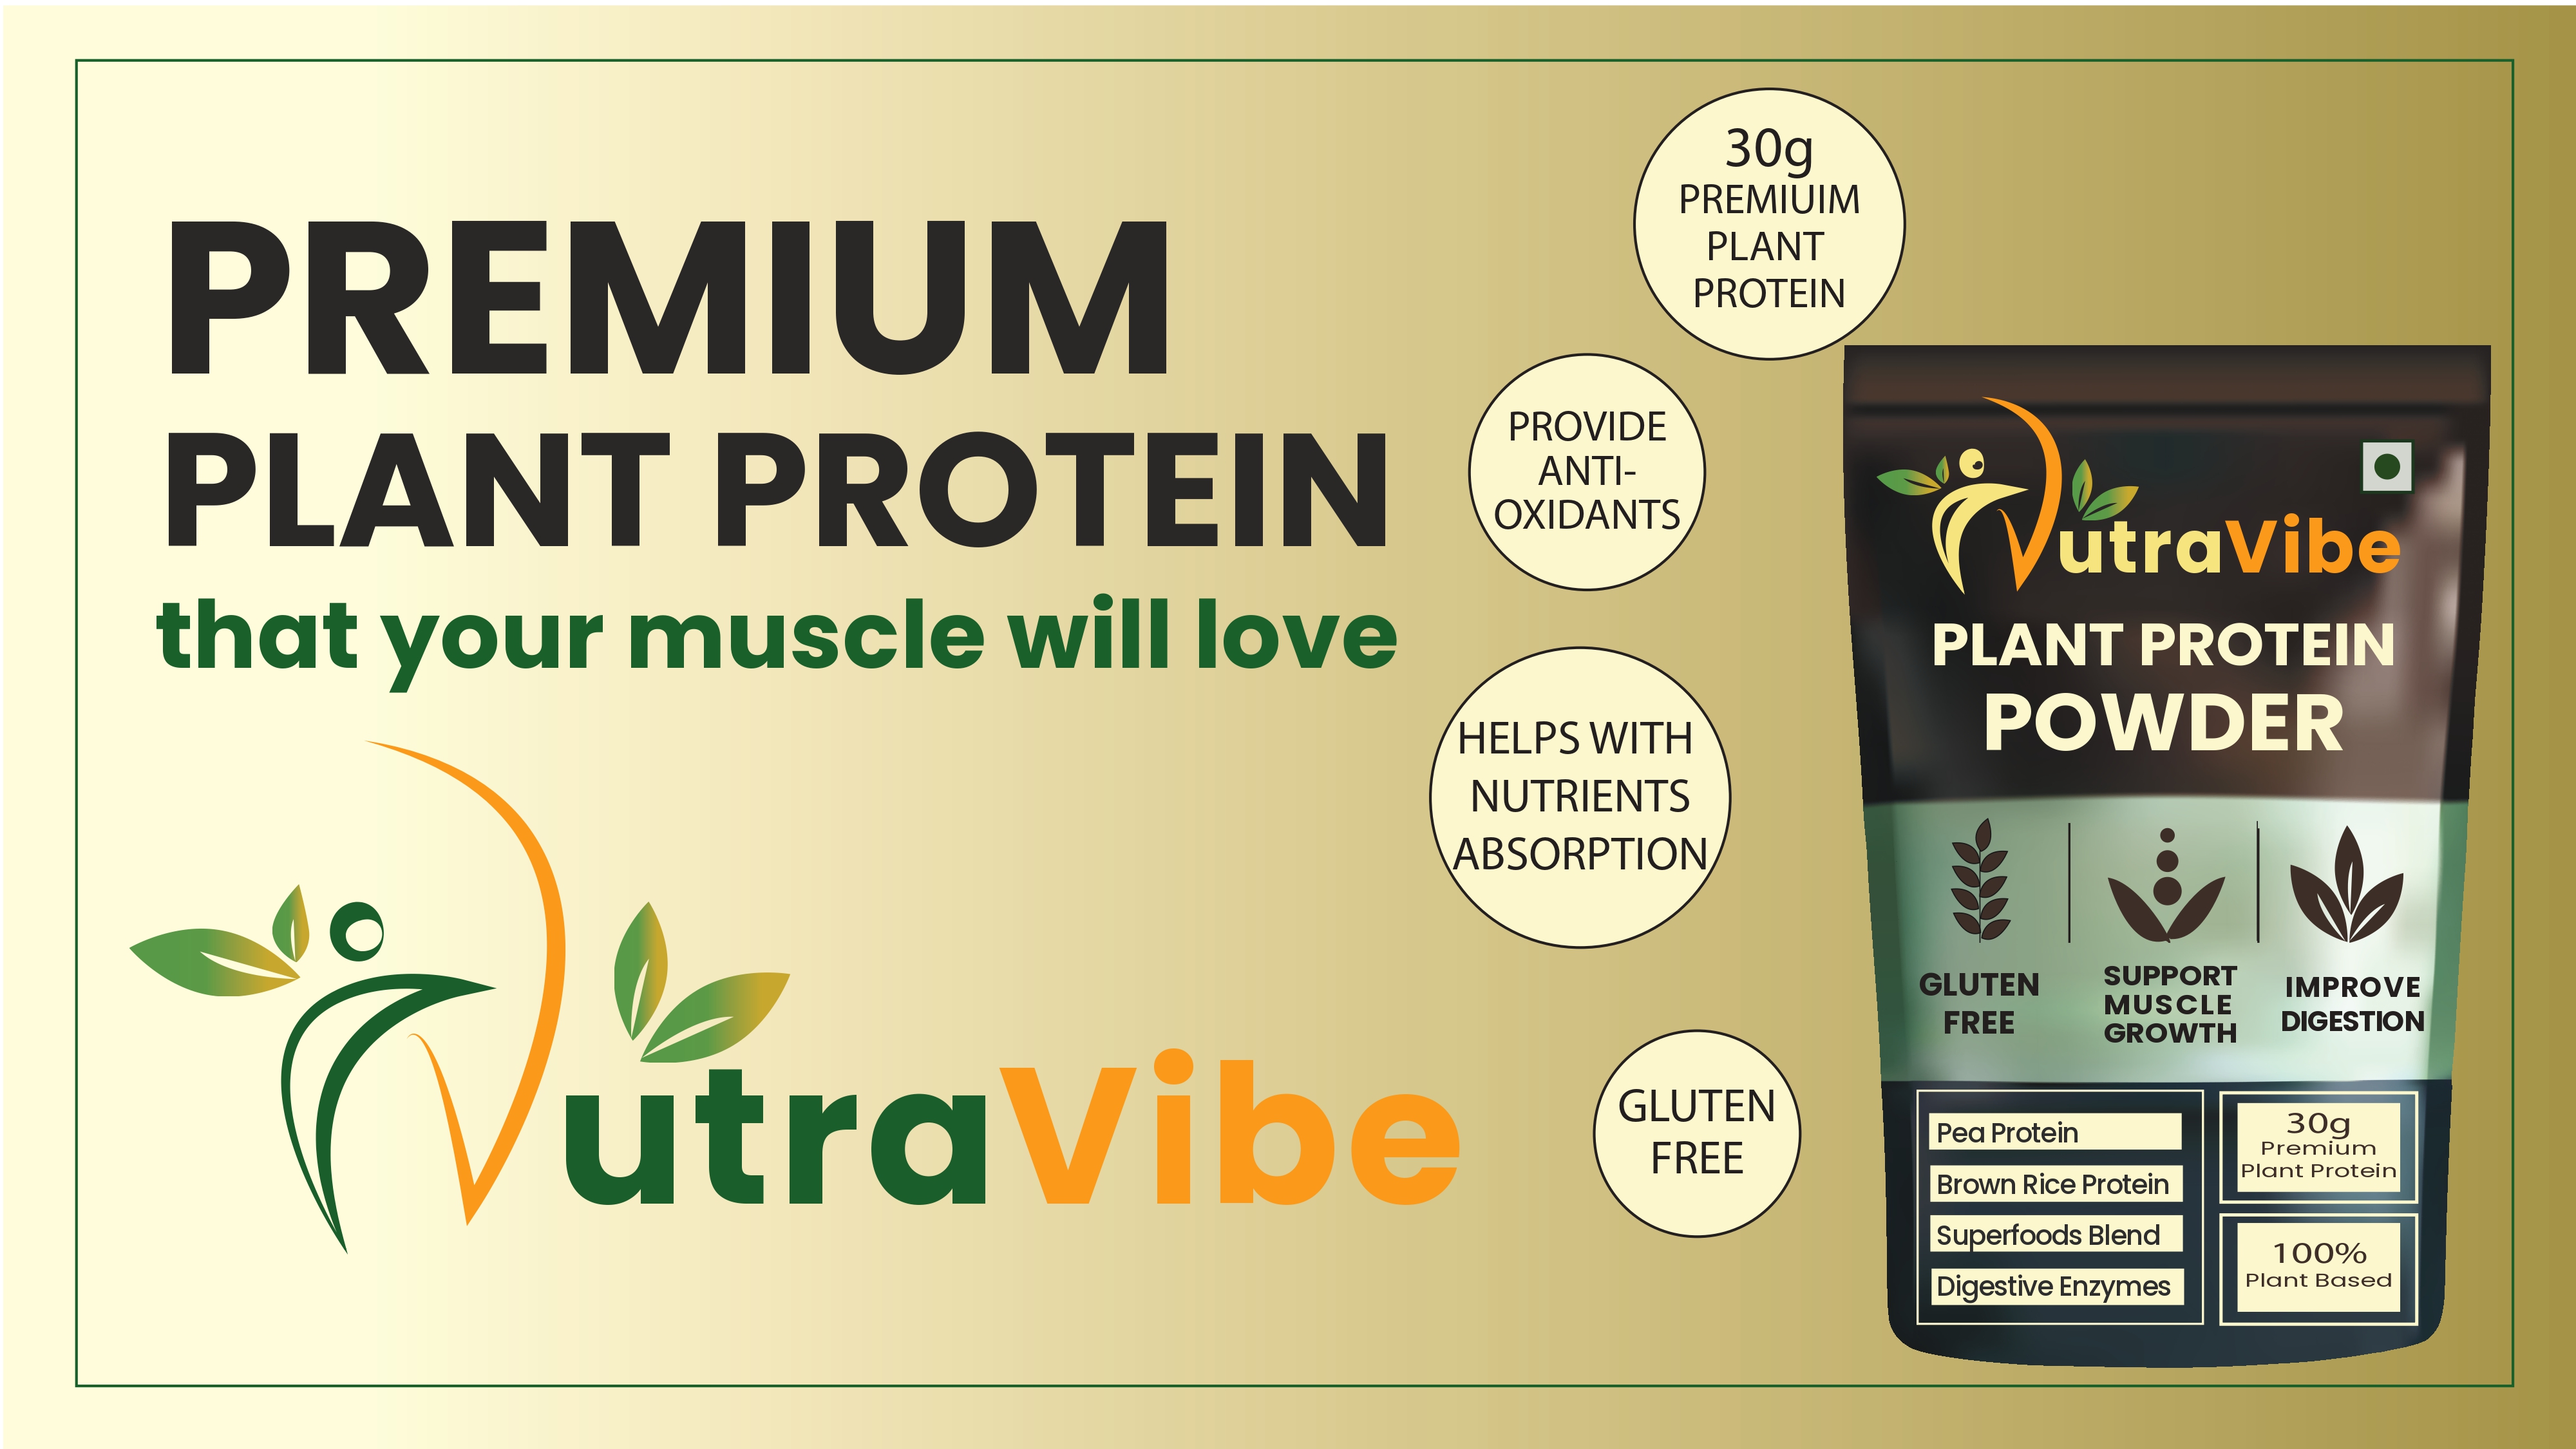 PREMIUM
PLANT PROTEIN
that your muscle will love
NutraVibe
30g
PREMIUIM
PLANT
PROTEIN
PROVIDE
ANTI-
OXIDANTS
HELPS WITH
NUTRIENTS
ABSORPTION
GLUTEN
FREE
NutraVibe
PLANT PROTEIN
POWDER
GLUTEN
FREE
SUPPORT
MUSCLE
GROWTH
IMPROVE
DIGESTION
Pea Protein
Brown Rice Protein
Superfoods Blend
Digestive Enzymes
30g
Premium
Plant Protein
100%
Plant Based